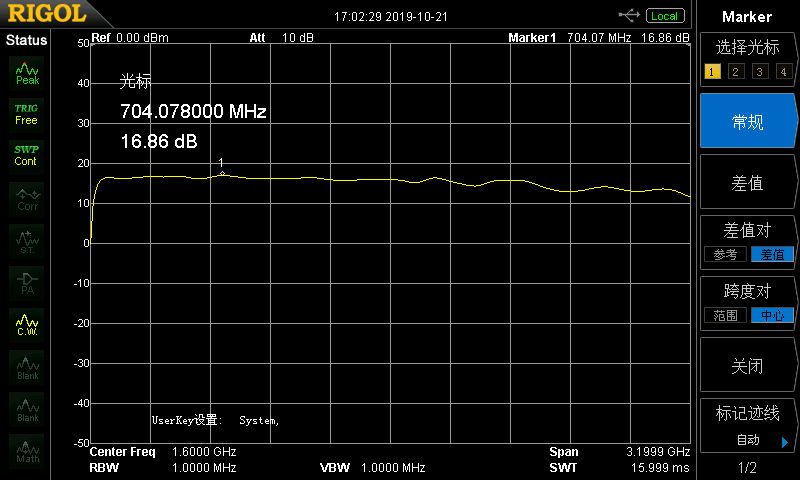 RIGOL
17:02:29 2019-10-21
Local
Marker
Status
Ref 0.00 dBm Att 10 dB Marker1 704.07 MHz 16.86 dB
Peak
TRIG
Free
SWP
Cont
Corr
S.T.
PA
C.W.
Blank
Blank
Math
50
40
30
20
10
0
-10
-20
-30
-40
-50
光标
704.078000 MHz
16.86 dB
1
UserKey设置: System,
Center Freq 1.6000 GHz Span 3.1999 GHz
RBW 1.0000 MHz VBW 1.0000 MHz SWT 15.999 ms
选择光标
1 2 3 4
常规
差值
差值对
参考 差值
跨度对
范围 中心
关闭
标记迹线
自动
1/2